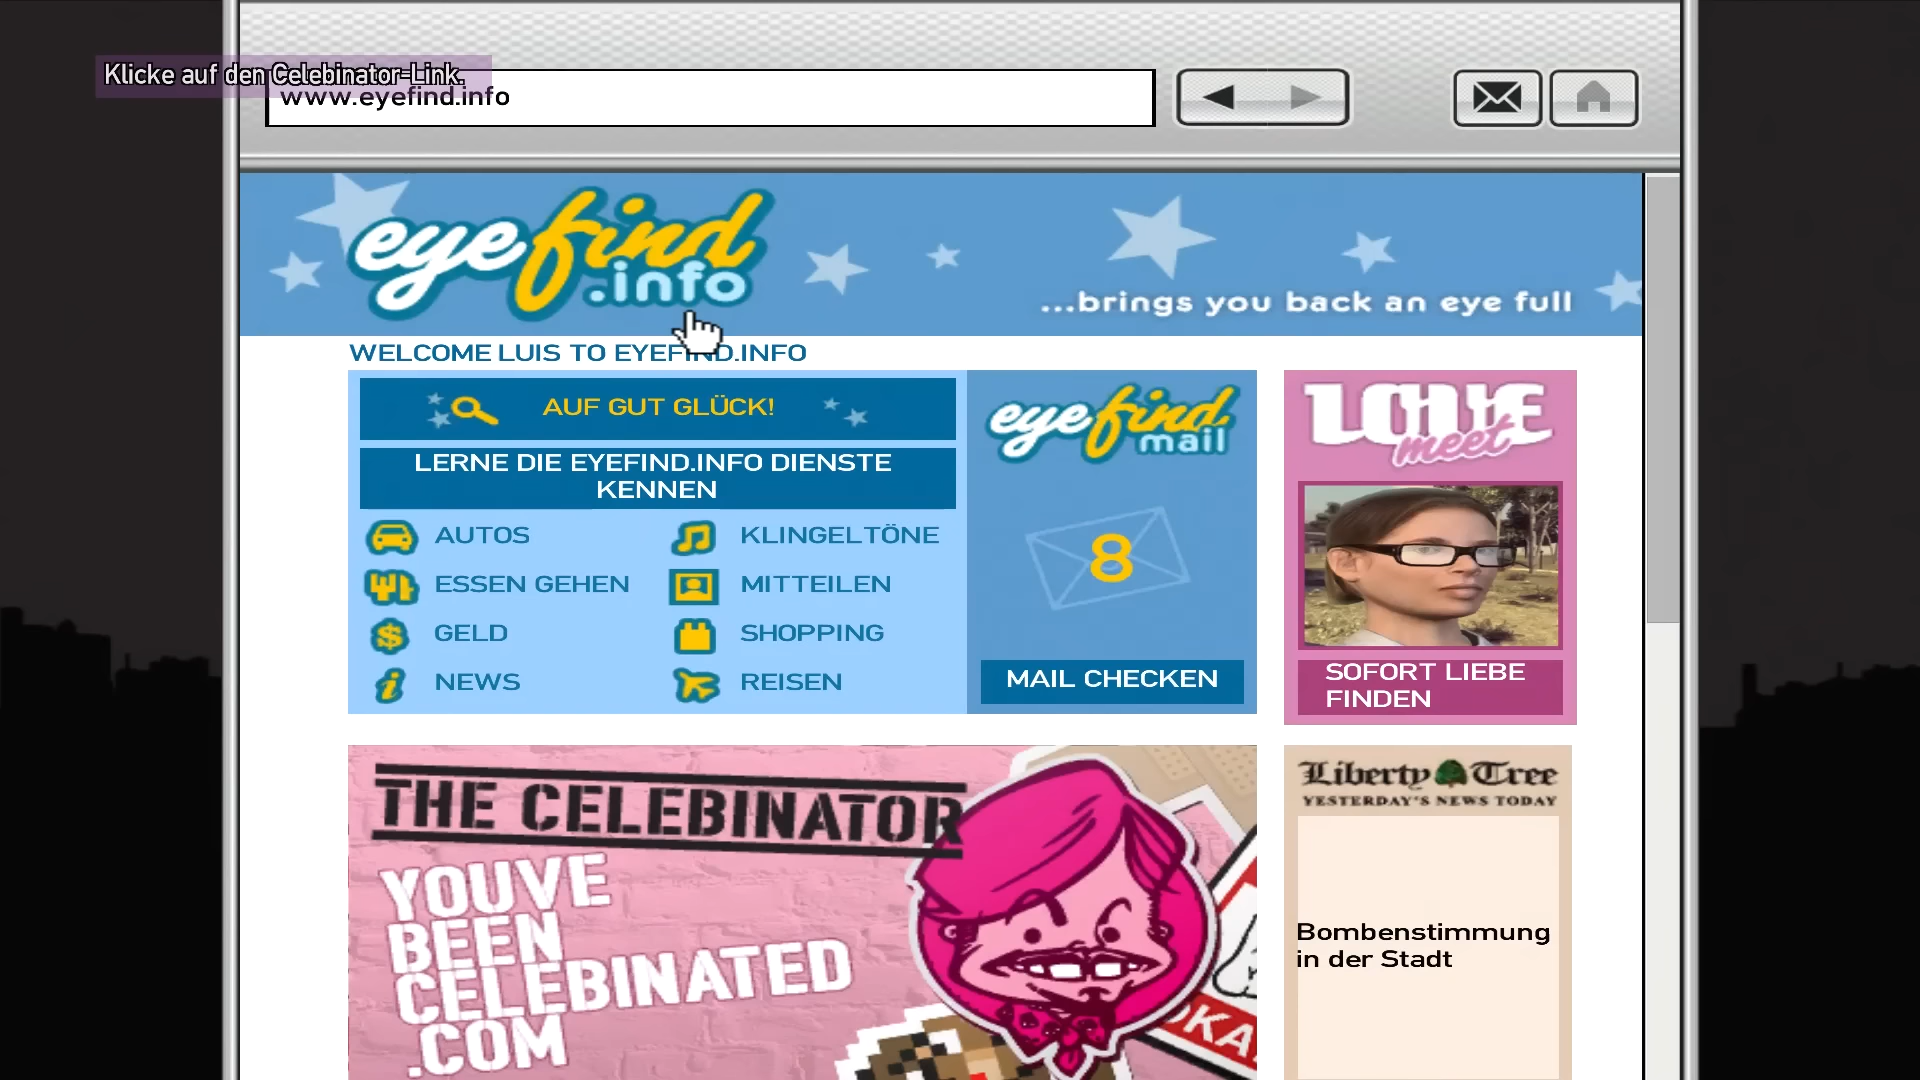 Klicke auf den Celebinator-Link.
www.eyefind.info
eyefind
.info
...brings you back an eye full
WELCOME LUIS TO EYEFIND.INFO
AUF GUT GLÜCK!
LERNE DIE EYEFIND.INFO DIENSTE
KENNEN
AUTOS
KLINGELTÖNE
ESSEN GEHEN
MITTEILEN
GELD
SHOPPING
NEWS
REISEN
eyefind
mail
8
MAIL CHECKEN
LOVE
meet
SOFORT LIEBE
FINDEN
THE CELEBINATOR
YOUVE
BEEN
CELEBINATED
.COM
Liberty Tree
YESTERDAY'S NEWS TODAY
Bombenstimmung
in der Stadt